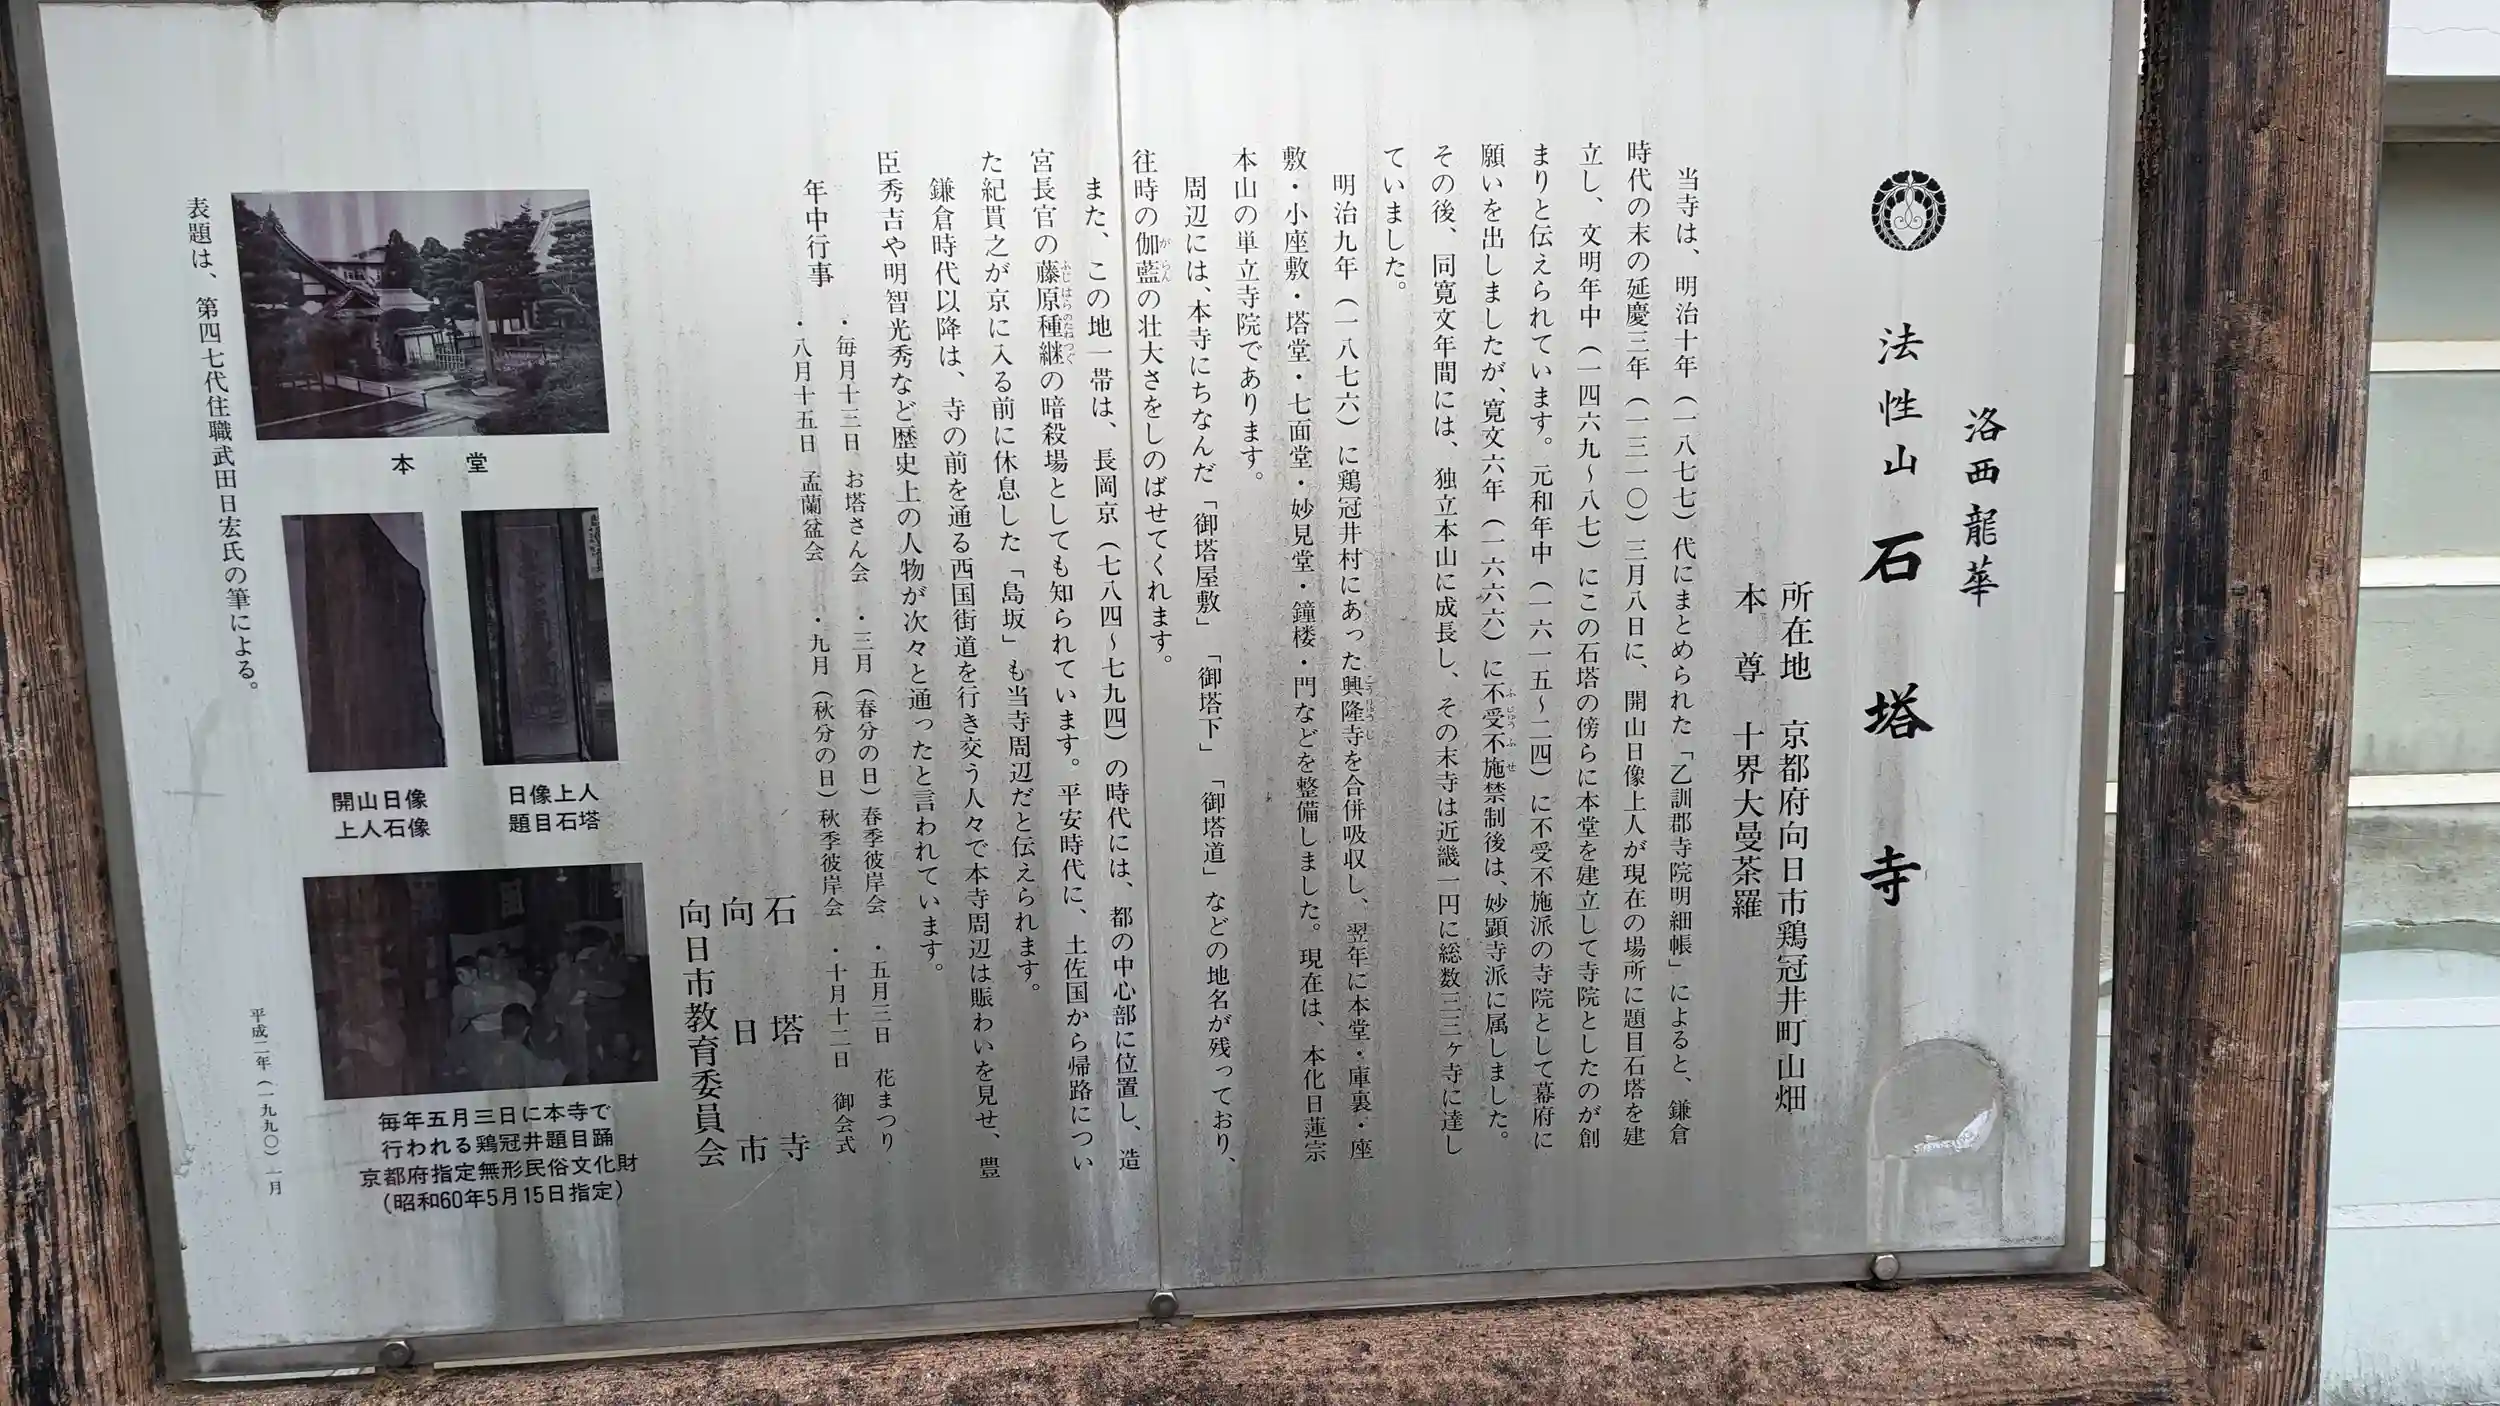 洛西龍華
法性山 石塔寺
所在地 京都府向日市鶏冠井町山畑
本尊 十界大曼荼羅
当寺は、明治十年（一八七七）代にまとめられた「乙訓郡寺院明細帳」によると、鎌倉
時代の末の延慶三年（一三一〇）三月八日に、開山日像上人が現在の場所に題目石塔を建
立し、文明年中（一四六九～八七）にこの石塔の傍らに本堂を建立して寺院としたのが創
まりと伝えられています。元和年中（一六一五～二四）に不受不施派の寺院として幕府に
願いを出しましたが、寛文六年（一六六六）に不受不施禁制後は、妙顕寺派に属しました。
ふじゅうふせ
その後、同寛文年間には、独立本山に成長し、その末寺は近畿一円に総数三三ヶ寺に達し
ていました。
明治九年（一八七六）に鶏冠井村にあった興隆寺を合併吸収し、翌年に本堂・庫裏・座
こうりゅうじ
敷・小座敷・塔堂・七面堂・妙見堂・鐘楼・門などを整備しました。現在は、本化日蓮宗
本山の単立寺院であります。
周辺には、本寺にちなんだ「御塔屋敷」「御塔下」「御塔道」などの地名が残っており、
往時の伽藍の壮大さをしのばせてくれます。
がらん
また、この地一帯は、長岡京（七八四～七九四）の時代には、都の中心部に位置し、造
宮長官の藤原種継の暗殺場としても知られています。平安時代に、土佐国から帰路につい
ふじはらのたねつぐ
た紀貫之が京に入る前に休息した「島坂」も当寺周辺だと伝えられます。
鎌倉時代以降は、寺の前を通る西国街道を行き交う人々で本寺周辺は賑わいを見せ、豊
臣秀吉や明智光秀など歴史上の人物が次々と通ったと言われています。
年中行事
・毎月十三日 お塔さん会 ・三月（春分の日）春季彼岸会 ・五月三日 花まつり
・八月十五日 盂蘭盆会 ・九月（秋分の日）秋季彼岸会 ・十月十二日 御会式
石塔寺
向日市
向日市教育委員会
本堂
日像上人
題目石塔
開山日像
上人石像
毎年五月三日に本寺で
行われる鶏冠井題目踊
京都府指定無形民俗文化財
（昭和60年5月15日指定）
表題は、第四七代住職武田日宏氏の筆による。
平成二年（一九九〇）一月